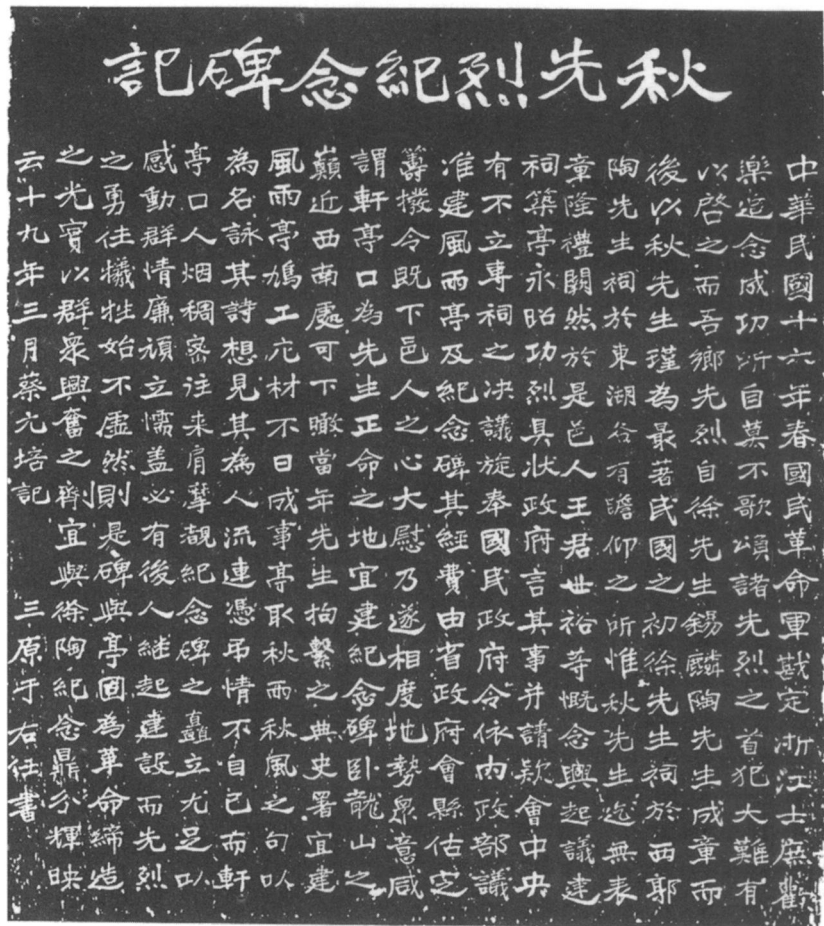 秋先烈紀念碑記
中華民國十六年春國民革命軍戡定浙江士庶歡
樂造念成功所自莫不歌頌諸先烈之首犯大難有
以啓之而吾鄉先烈自徐先生錫麟陶先生成章而
後以秋先生瑾為最著民國之初徐先生祠於西郭
陶先生祠於東湖各有瞻仰之所惟秋先生迄無表
章隆禮闕然於是邑人王君世裕等慨念興起議建
祠築亭永昭功烈具狀政府言其事并請款會中央
有不立專祠之决議旋奉國民政府令依內政部議
准建風雨亭及紀念碑其經費由省政府會縣估定
籌撥令既下邑人之心大慰乃遂相度地勢衆意咸
謂軒亭口為先生正命之地宜建紀念碑卧龍山之
巔近西南處可下瞰當年先生拘繫之典史署宜建
風雨亭鳩工庀材不日成事亭取秋雨秋風之句以
為名詠其詩想見其為人流連憑弔情不自已而軒
亭口人烟稠密往来肩摩覩紀念碑之矗立尤足以
感動群情廉頑立懦盖必有後人継起建設而先烈
之勇往犧牲始不虛然則是碑與亭固為革命締造
之光實以群衆興奮之劑宜與徐陶紀念鼎分輝映
云十九年三月蔡元培記 三原于右任書